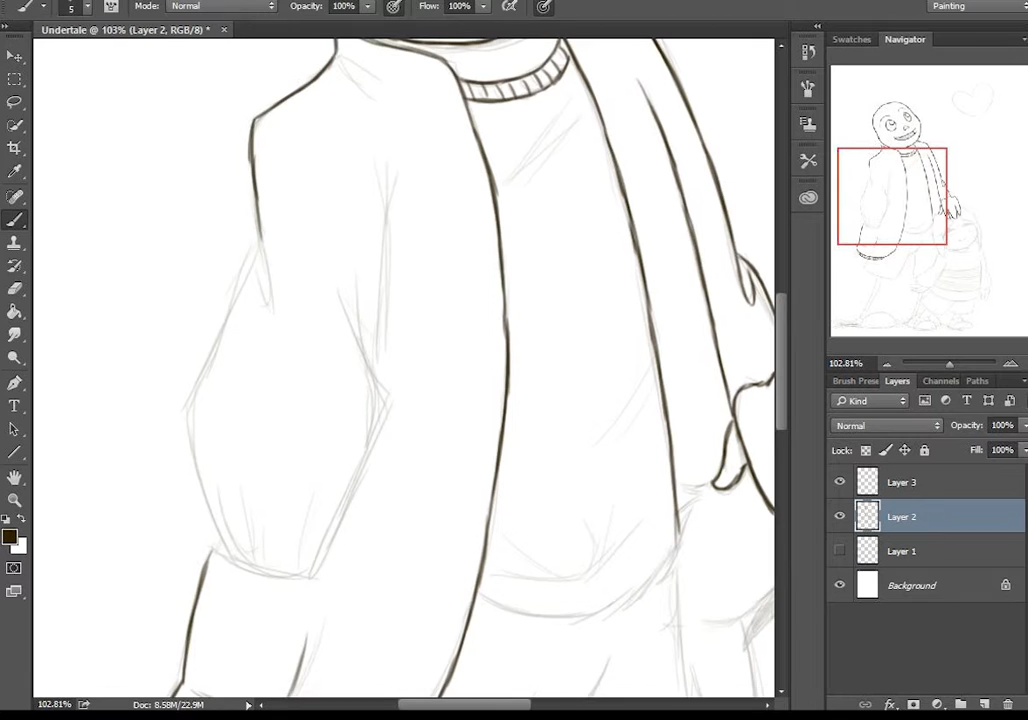 5 Mode: Normal Opacity: 100% Flow: 100% Painting
Undertale @ 103% (Layer 2, RGB/8) * ×
Swatches Navigator
102.81%
Brush Prese Layers Channels Paths
Kind
Normal Opacity: 100%
Lock: Fill: 100%
Layer 3
Layer 2
Layer 1
Background
fx
102.81% Doc: 8.58M/22.9M